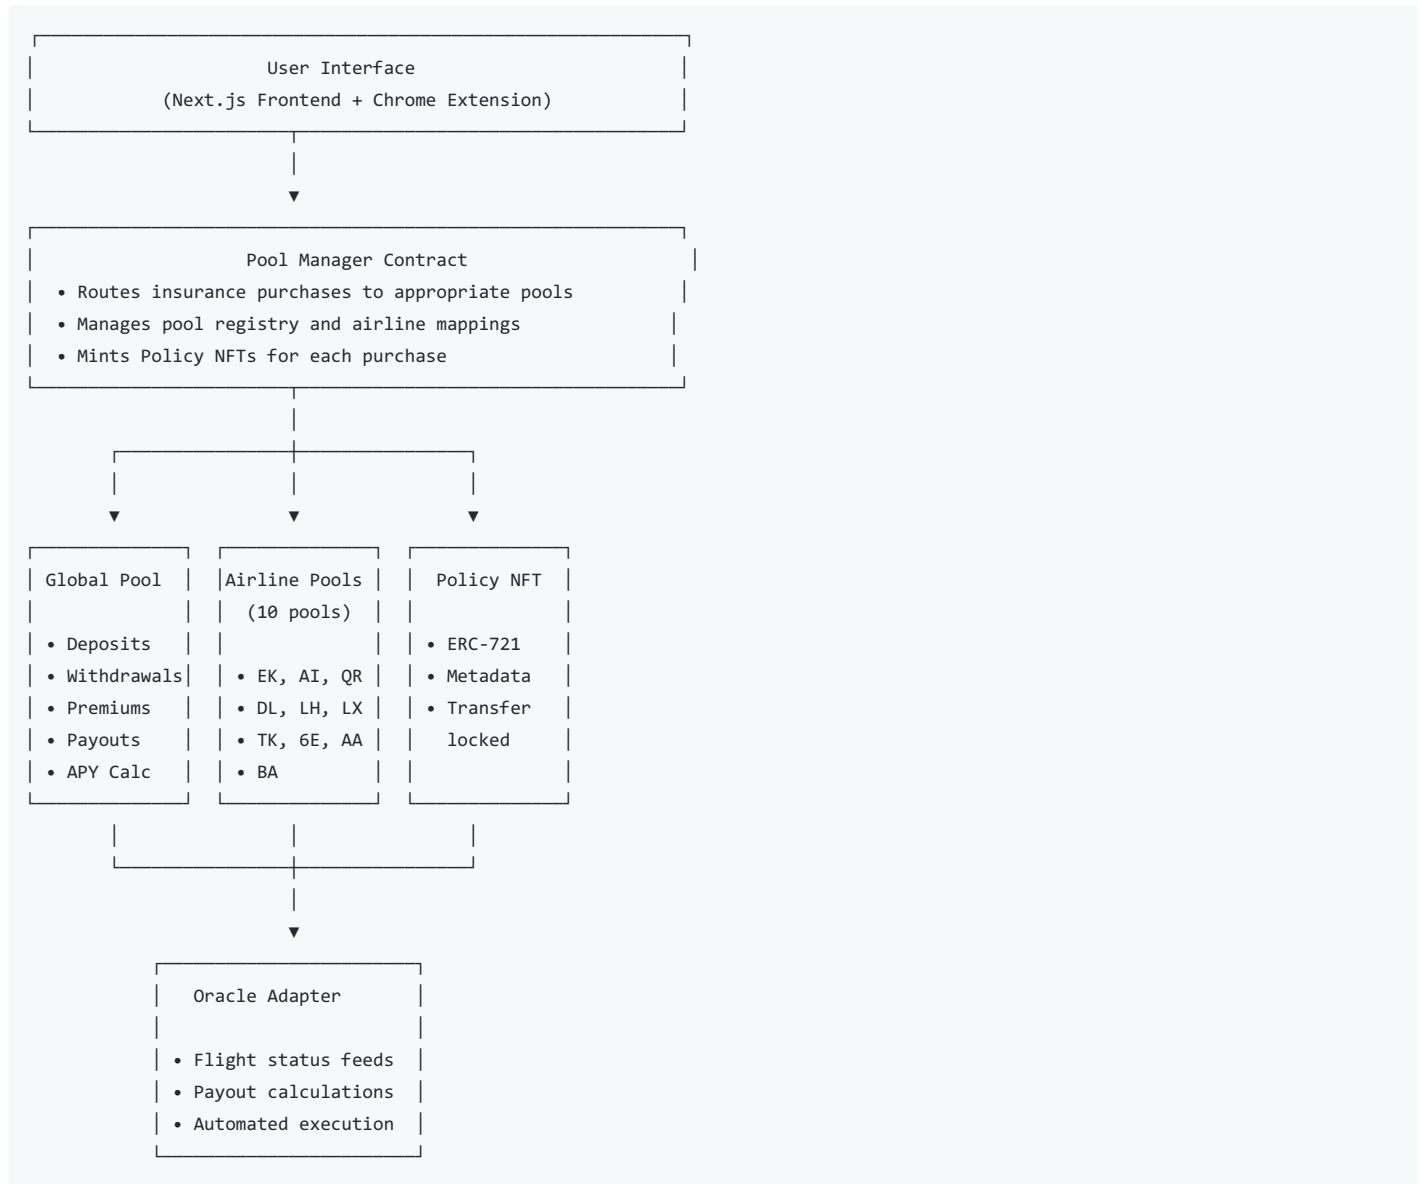 User Interface
(Next.js Frontend + Chrome Extension)
Pool Manager Contract
• Routes insurance purchases to appropriate pools
• Manages pool registry and airline mappings
• Mints Policy NFTs for each purchase
Global Pool
• Deposits
• Withdrawals
• Premiums
• Payouts
• APY Calc
Airline Pools
(10 pools)
• EK, AI, QR
• DL, LH, LX
• TK, 6E, AA
• BA
Policy NFT
• ERC-721
• Metadata
• Transfer
locked
Oracle Adapter
• Flight status feeds
• Payout calculations
• Automated execution